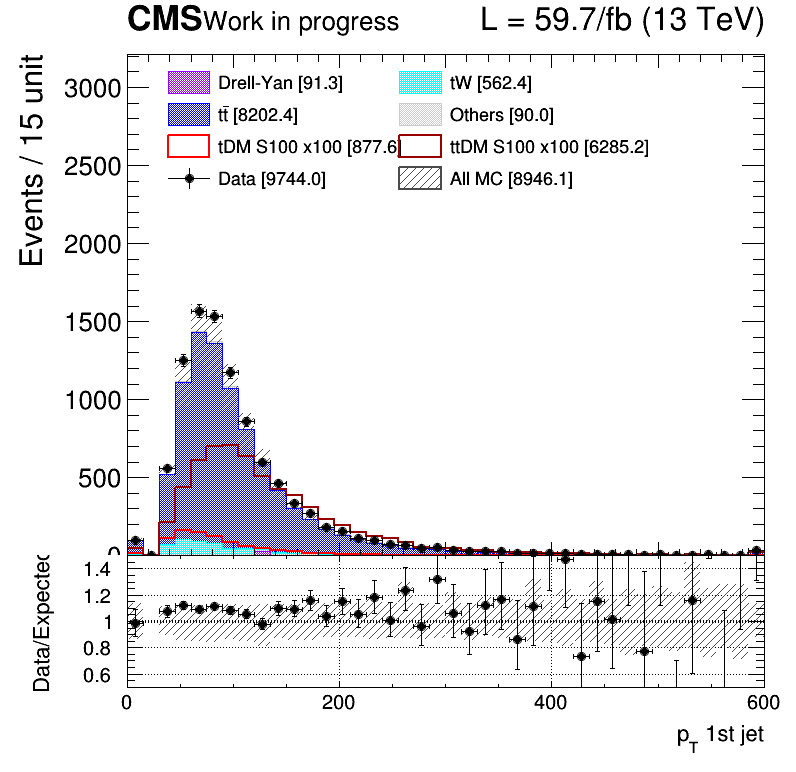 CMS Work in progress L = 59.7/fb (13 TeV)
Events / 15 unit
3000
2500
2000
1500
1000
500
0
Drell-Yan [91.3] tW [562.4]
tt̄ [8202.4] Others [90.0]
tDM S100 x100 [877.6] ttDM S100 x100 [6285.2]
Data [9744.0] All MC [8946.1]
Data/Expected
1.4
1.2
1
0.8
0.6
0 200 400 600
p_T 1st jet